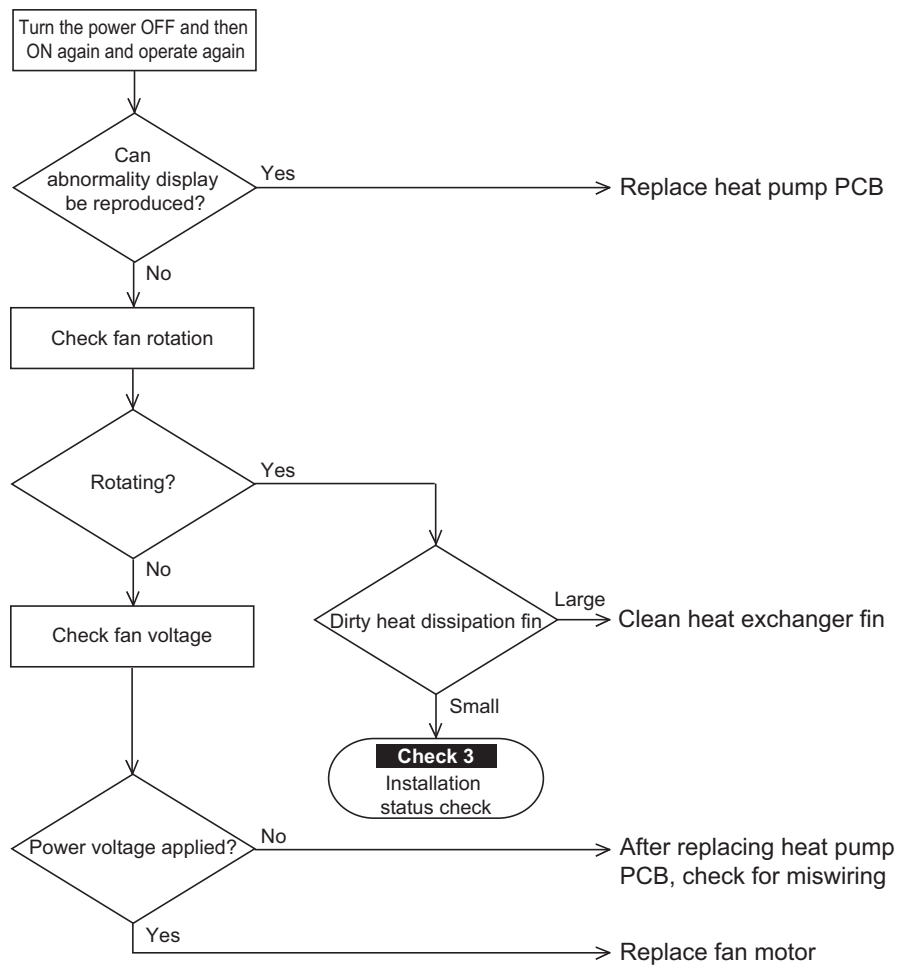 Turn the power OFF and then
ON again and operate again
Can
abnormality display
be reproduced?
Yes
Replace heat pump PCB
No
Check fan rotation
Rotating?
Yes
No
Dirty heat dissipation fin
Large
Clean heat exchanger fin
Small
Check 3
Installation
status check
Check fan voltage
Power voltage applied?
No
After replacing heat pump
PCB, check for miswiring
Yes
Replace fan motor